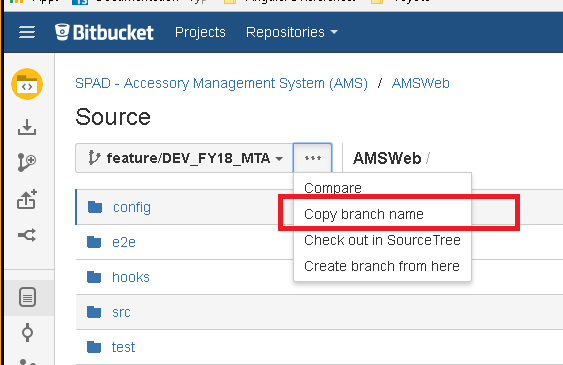 Bitbucket Projects Repositories
SPAD - Accessory Management System (AMS) / AMSWeb
Source
feature/DEV_FY18_MTA ··· AMSWeb /
Compare
Copy branch name
Check out in SourceTree
Create branch from here
config
e2e
hooks
src
test